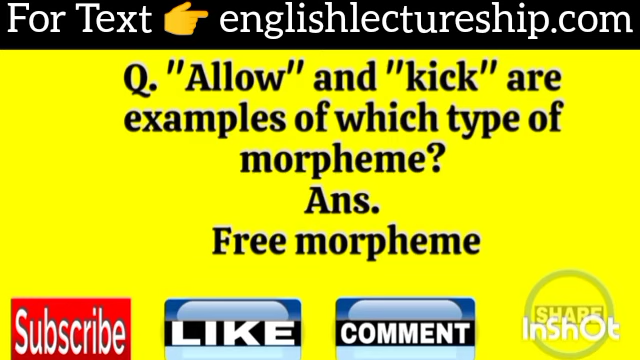 For Text 👉 englishlectureship.com
Q. "Allow" and "kick" are
examples of which type of
morpheme?
Ans.
Free morpheme
Subscribe
LIKE
COMMENT
SHARE
InShOt